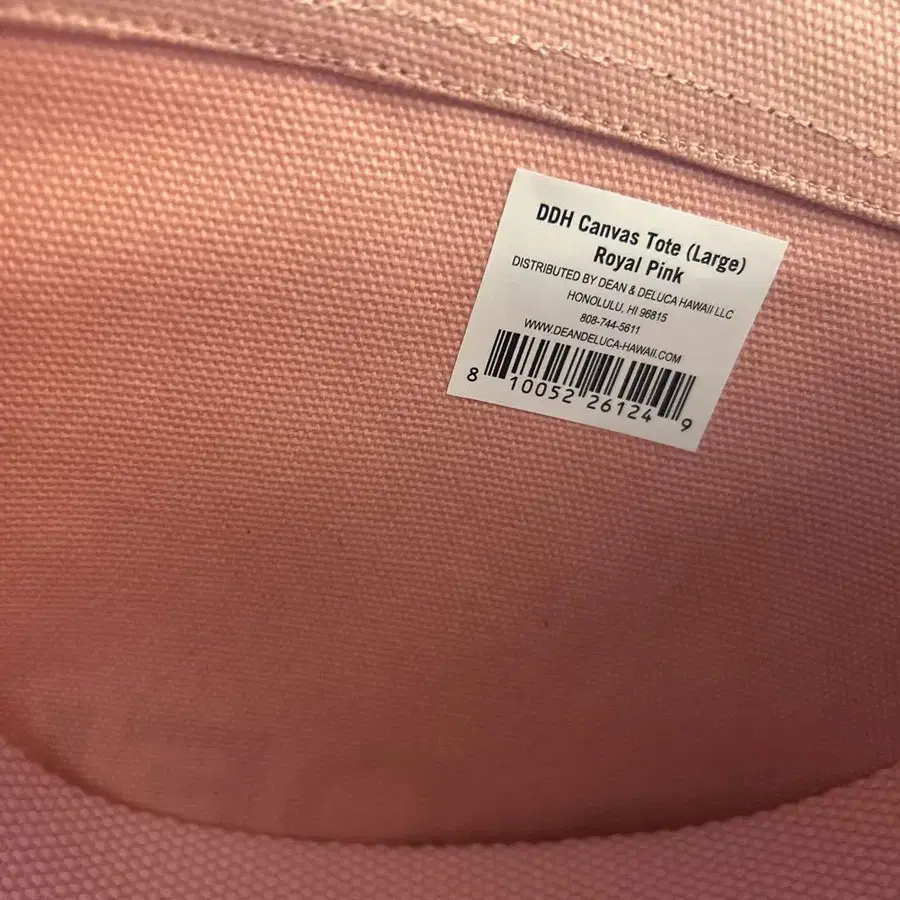 DDH Canvas Tote (Large)
Royal Pink
DISTRIBUTED BY DEAN & DELUCA HAWAII LLC
HONOLULU, HI 96815
808-744-5611
WWW.DEANDELUCA-HAWAII.COM
8 10052 26124 9